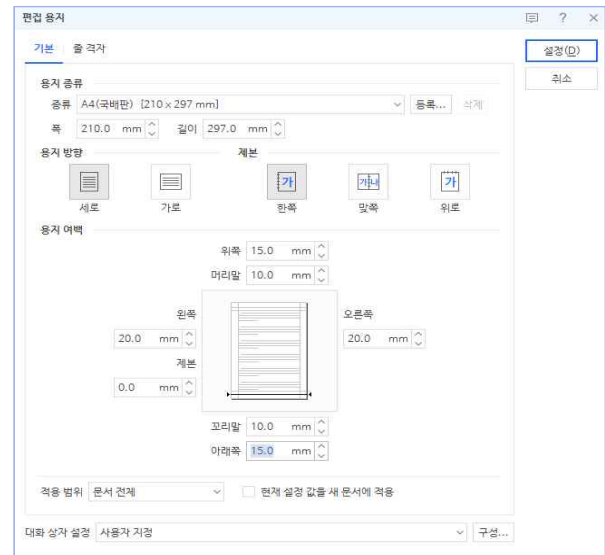 편집 용지
기본 줄 격자
설정(D)
취소
용지 종류
종류 A4(국배판) [210 x 297 mm] 등록... 삭제
폭 210.0 mm 길이 297.0 mm
용지 방향 제본
가 가나 가
세로 가로 한쪽 맞쪽 위로
용지 여백
위쪽 15.0 mm
머리말 10.0 mm
왼쪽 오른쪽
20.0 mm 20.0 mm
제본
0.0 mm
꼬리말 10.0 mm
아래쪽 15.0 mm
적용 범위 문서 전체 현재 설정 값을 새 문서에 적용
대화 상자 설정 사용자 지정 구성...